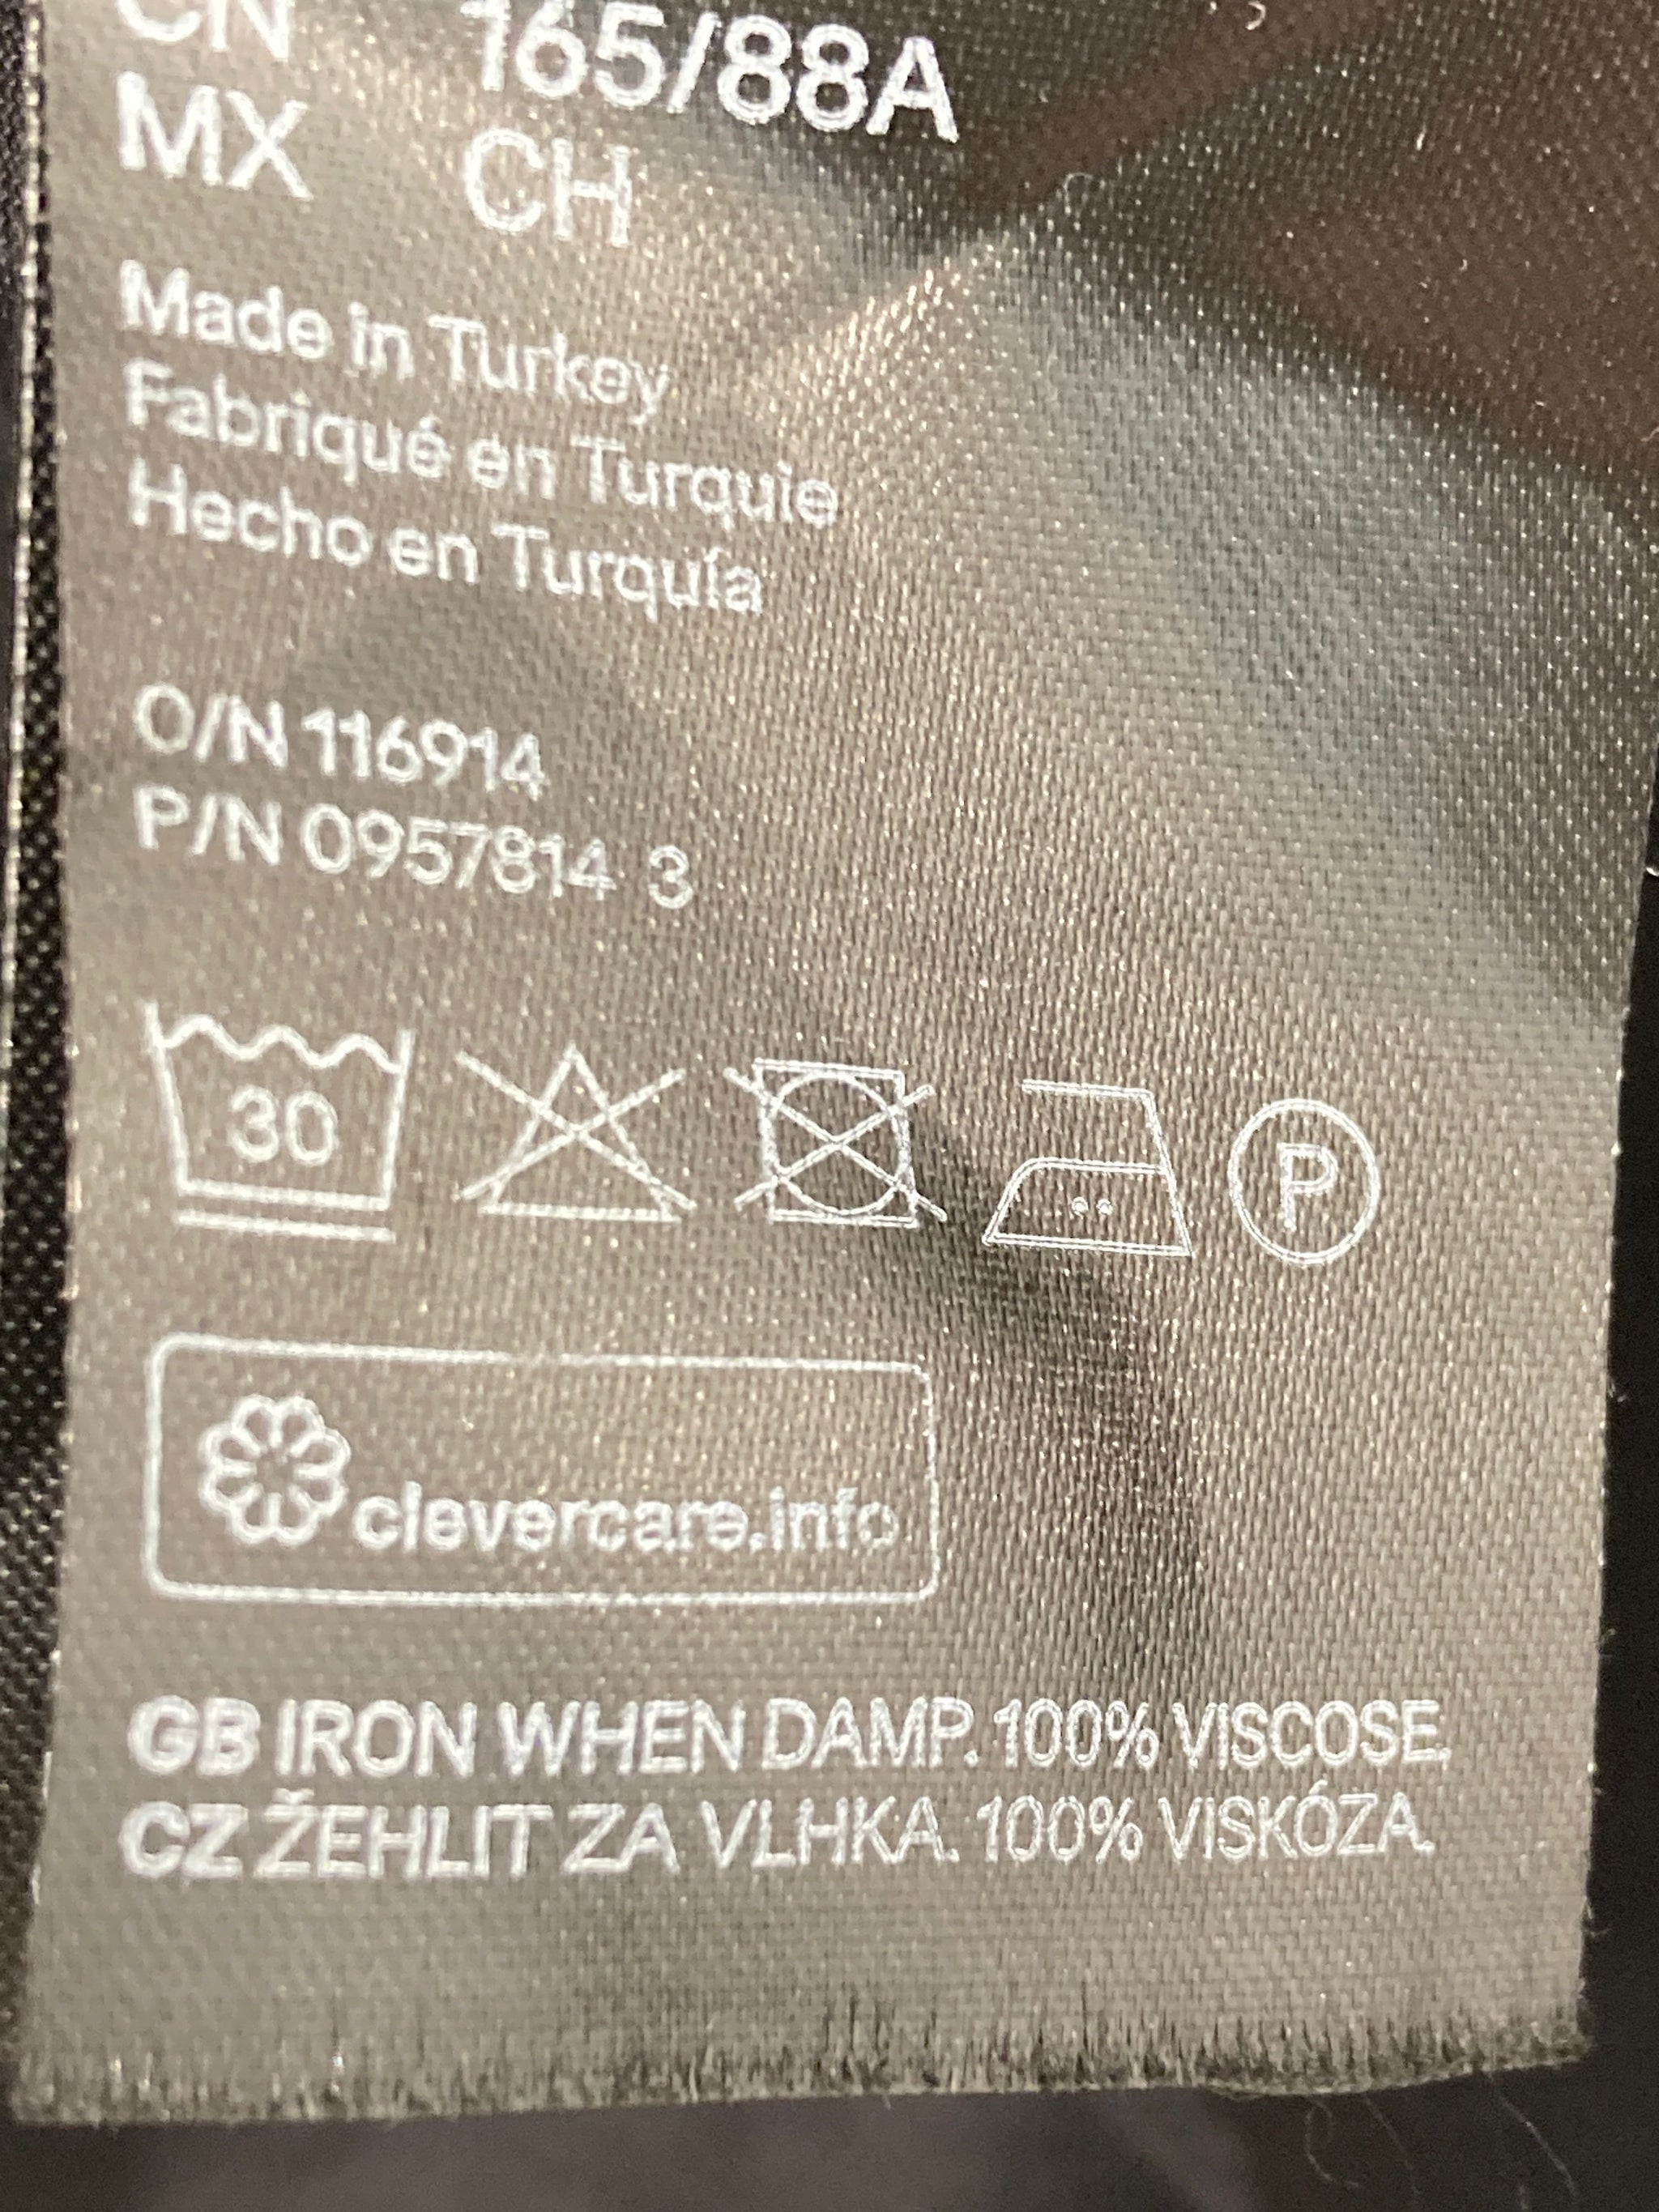 CN 165/88A
MX CH
Made in Turkey
Fabriqué en Turquie
Hecho en Turquía
O/N 116914
P/N 0957814 3
30
P
clevercare.info
GB IRON WHEN DAMP. 100% VISCOSE.
CZ ŽEHLIT ZA VLHKA. 100% VISKÓZA.